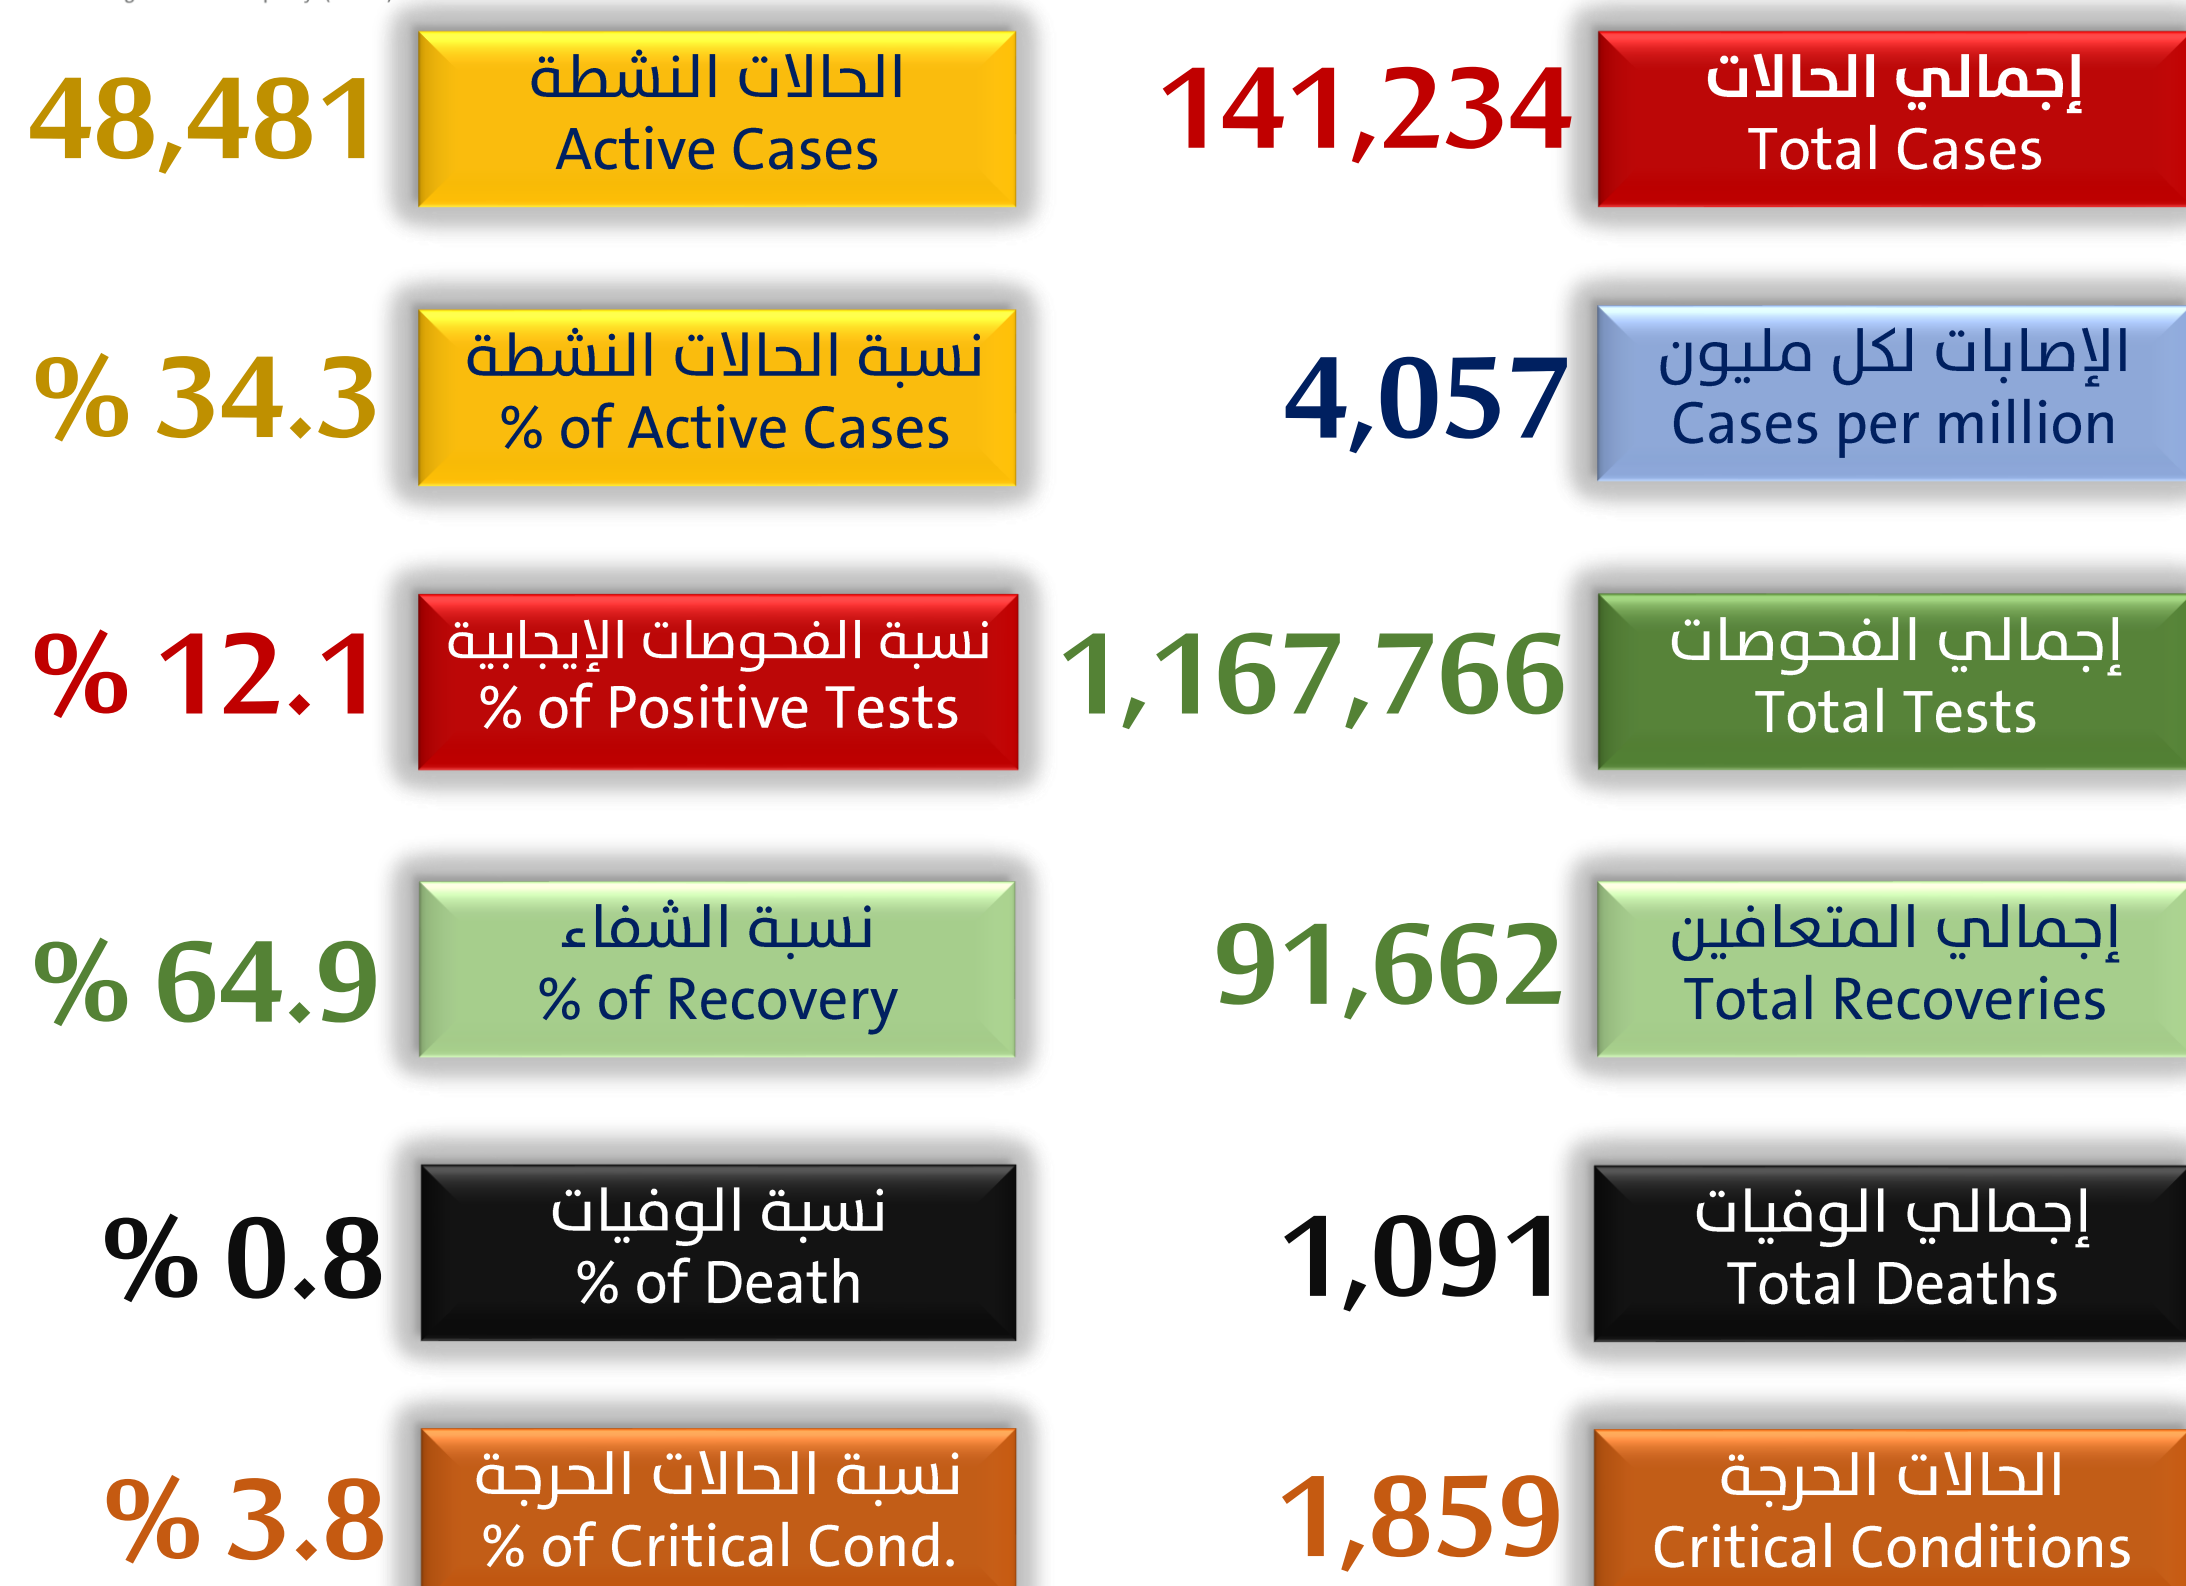 48,481
الحالات النشطة
Active Cases
141,234
إجمالي الحالات
Total Cases
% 34.3
نسبة الحالات النشطة
% of Active Cases
4,057
الإصابات لكل مليون
Cases per million
% 12.1
نسبة الفحوصات الإيجابية
% of Positive Tests
1,167,766
إجمالي الفحوصات
Total Tests
% 64.9
نسبة الشفاء
% of Recovery
91,662
إجمالي المتعافين
Total Recoveries
% 0.8
نسبة الوفيات
% of Death
1,091
إجمالي الوفيات
Total Deaths
% 3.8
نسبة الحالات الحرجة
% of Critical Cond.
1,859
الحالات الحرجة
Critical Conditions